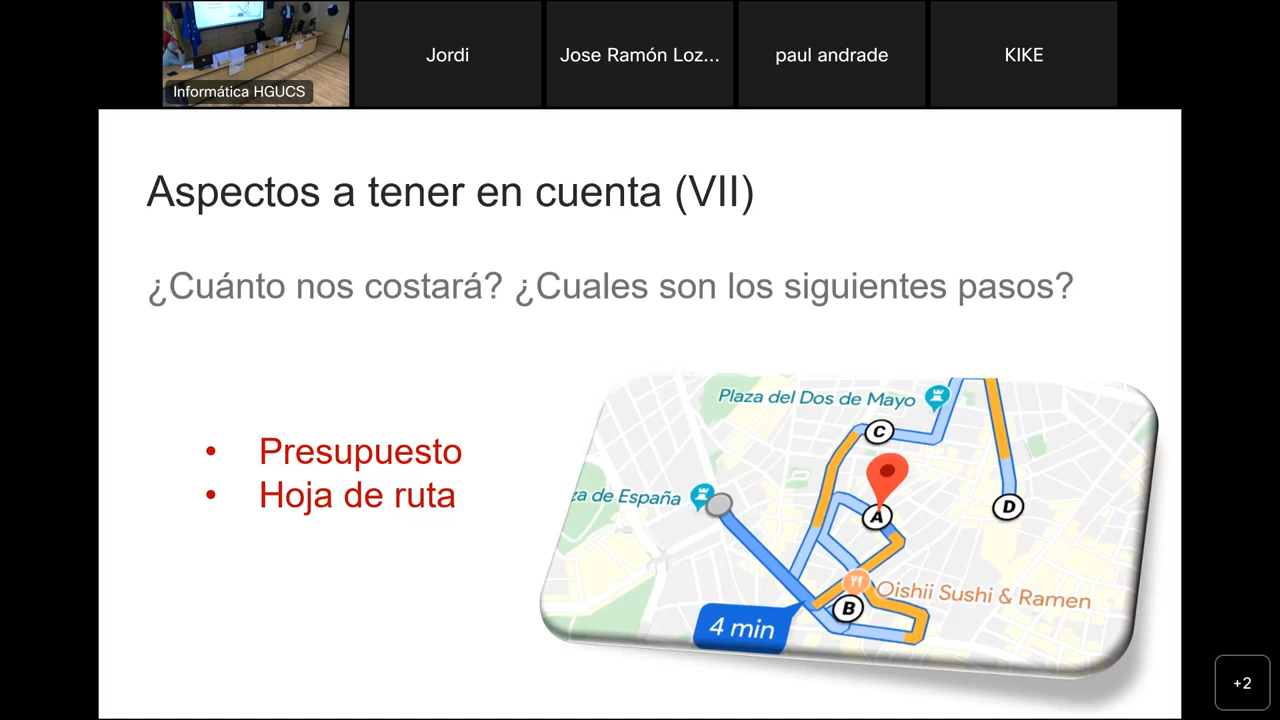 Informática HGUCS
Jordi
Jose Ramón Loz...
paul andrade
KIKE
Aspectos a tener en cuenta (VII)
¿Cuánto nos costará? ¿Cuales son los siguientes pasos?
• Presupuesto
• Hoja de ruta
Plaza del Dos de Mayo
C
za de España
A
D
Oishii Sushi & Ramen
B
4 min
+2